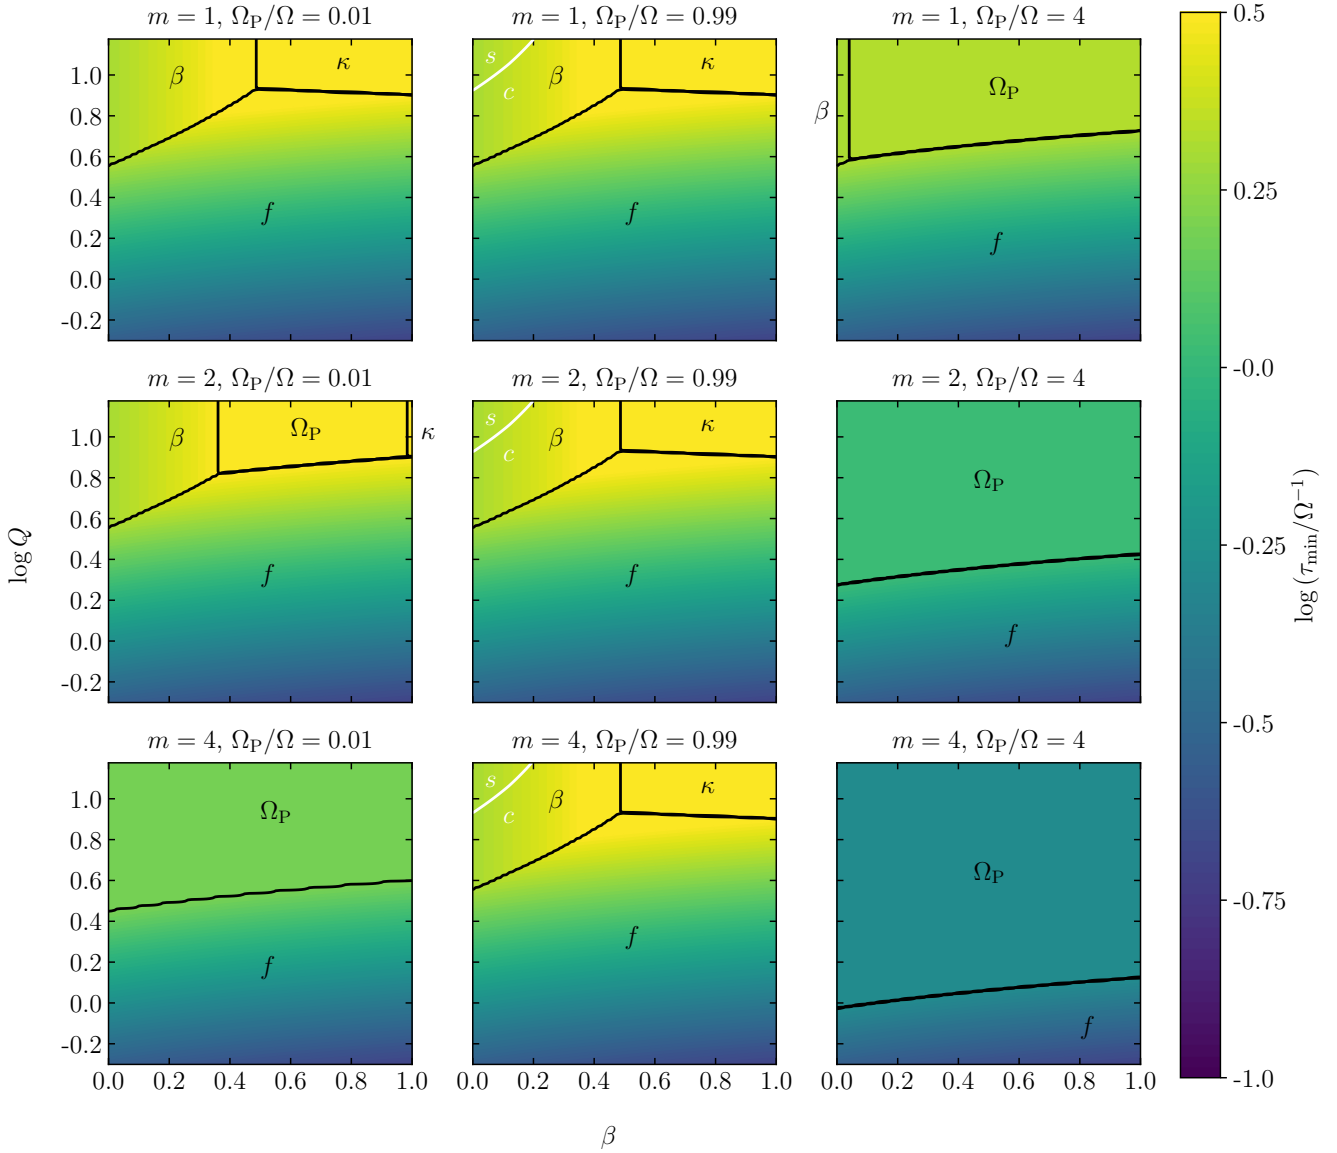 m = 1, Ω_P/Ω = 0.01
m = 1, Ω_P/Ω = 0.99
m = 1, Ω_P/Ω = 4
1.0
0.8
0.6
0.4
0.2
0.0
-0.2
β
κ
f
s
c
β
κ
f
β
Ω_P
f
m = 2, Ω_P/Ω = 0.01
m = 2, Ω_P/Ω = 0.99
m = 2, Ω_P/Ω = 4
log Q
1.0
0.8
0.6
0.4
0.2
0.0
-0.2
β
Ω_P
κ
f
s
c
β
κ
f
Ω_P
f
m = 4, Ω_P/Ω = 0.01
m = 4, Ω_P/Ω = 0.99
m = 4, Ω_P/Ω = 4
1.0
0.8
0.6
0.4
0.2
0.0
-0.2
Ω_P
f
s
c
β
κ
f
Ω_P
f
0.0 0.2 0.4 0.6 0.8 1.0
0.0 0.2 0.4 0.6 0.8 1.0
0.0 0.2 0.4 0.6 0.8 1.0
β
0.5
0.25
-0.0
-0.25
-0.5
-0.75
-1.0
log (τ_min/Ω⁻¹)